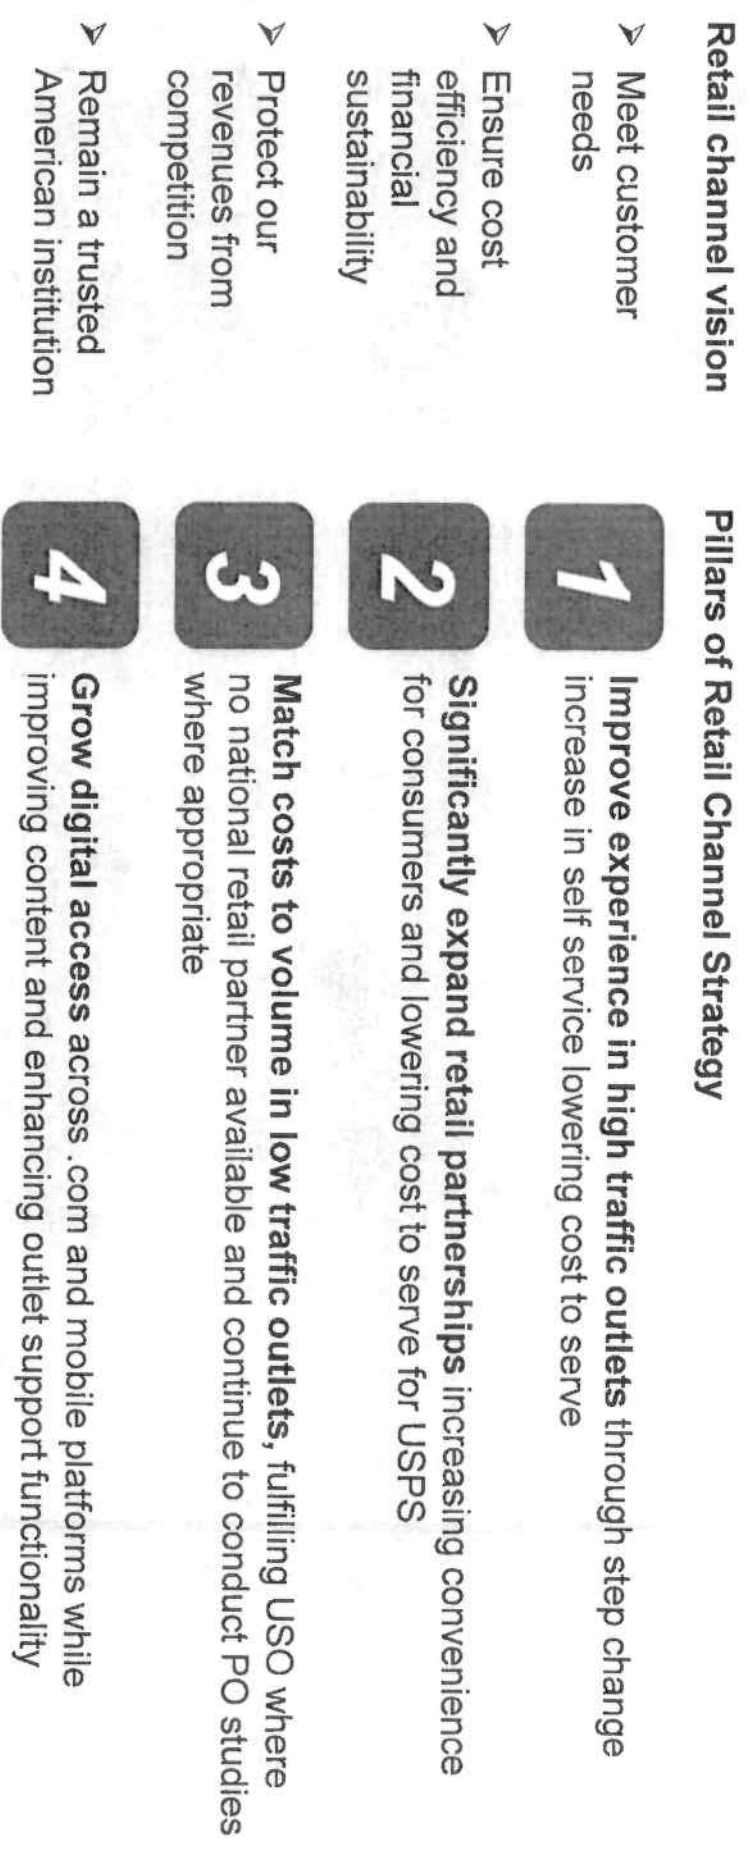 Retail channel vision
➢ Meet customer
needs
➢ Ensure cost
efficiency and
financial
sustainability
➢ Protect our
revenues from
competition
➢ Remain a trusted
American institution
Pillars of Retail Channel Strategy
1
Improve experience in high traffic outlets through step change
increase in self service lowering cost to serve
2
Significantly expand retail partnerships increasing convenience
for consumers and lowering cost to serve for USPS
3
Match costs to volume in low traffic outlets, fulfilling USO where
no national retail partner available and continue to conduct PO studies
where appropriate
4
Grow digital access across .com and mobile platforms while
improving content and enhancing outlet support functionality